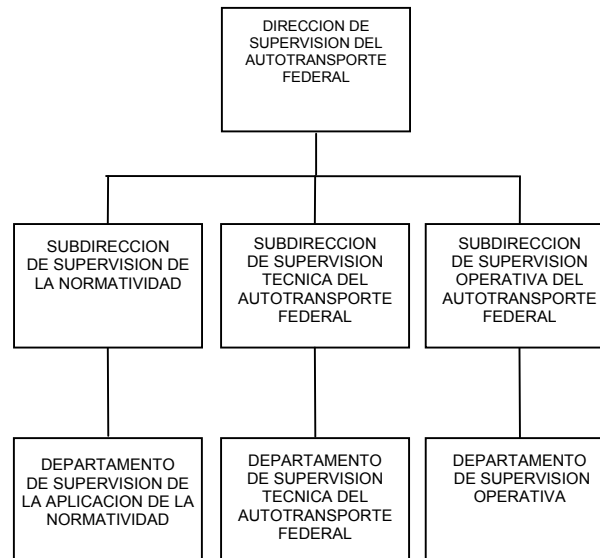 DIRECCION DE
SUPERVISION DEL
AUTOTRANSPORTE
FEDERAL
SUBDIRECCION
DE SUPERVISION DE
LA NORMATIVIDAD
SUBDIRECCION
DE SUPERVISION
TECNICA DEL
AUTOTRANSPORTE
FEDERAL
SUBDIRECCION
DE SUPERVISION
OPERATIVA DEL
AUTOTRANSPORTE
FEDERAL
DEPARTAMENTO
DE SUPERVISION DE
LA APLICACION DE LA
NORMATIVIDAD
DEPARTAMENTO
DE SUPERVISION
TECNICA DEL
AUTOTRANSPORTE
FEDERAL
DEPARTAMENTO
DE SUPERVISION
OPERATIVA